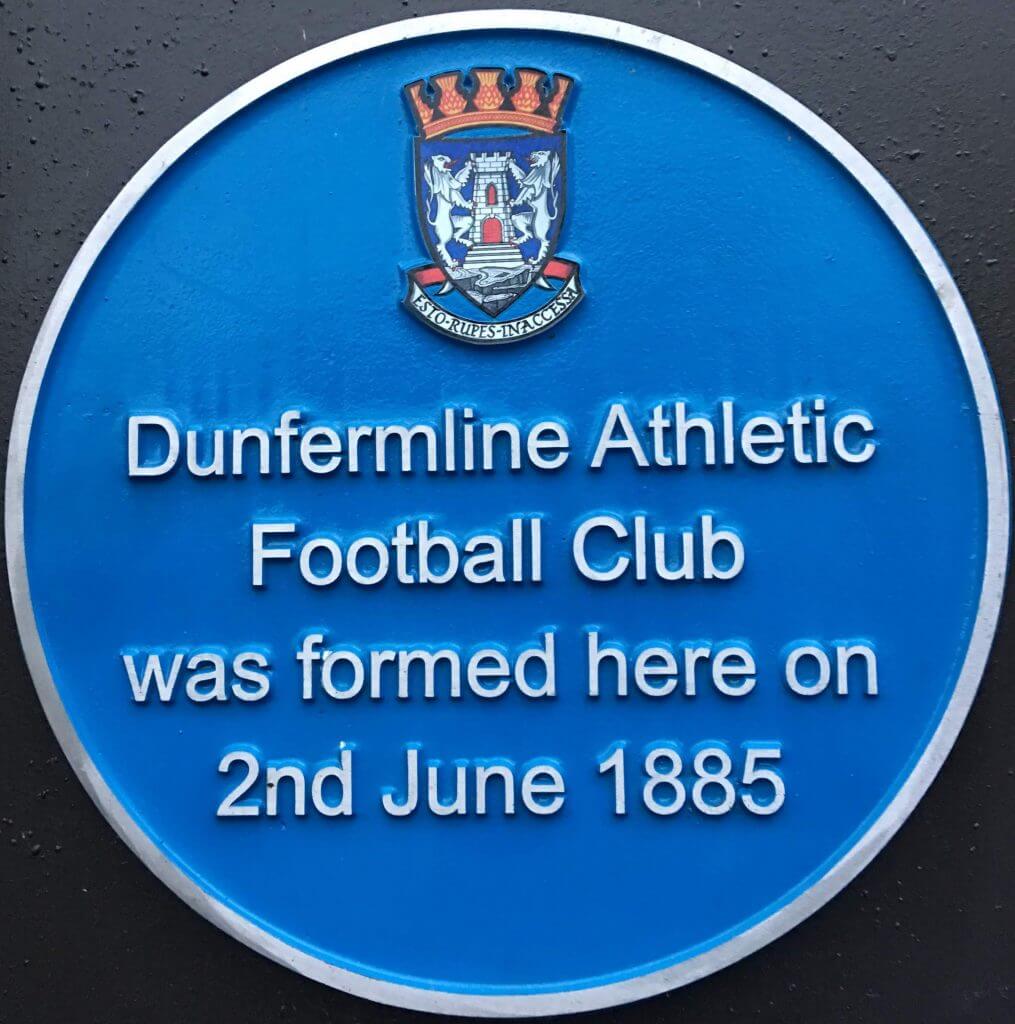 ESTO·RUPES·INACCESSA
Dunfermline Athletic
Football Club
was formed here on
2nd June 1885